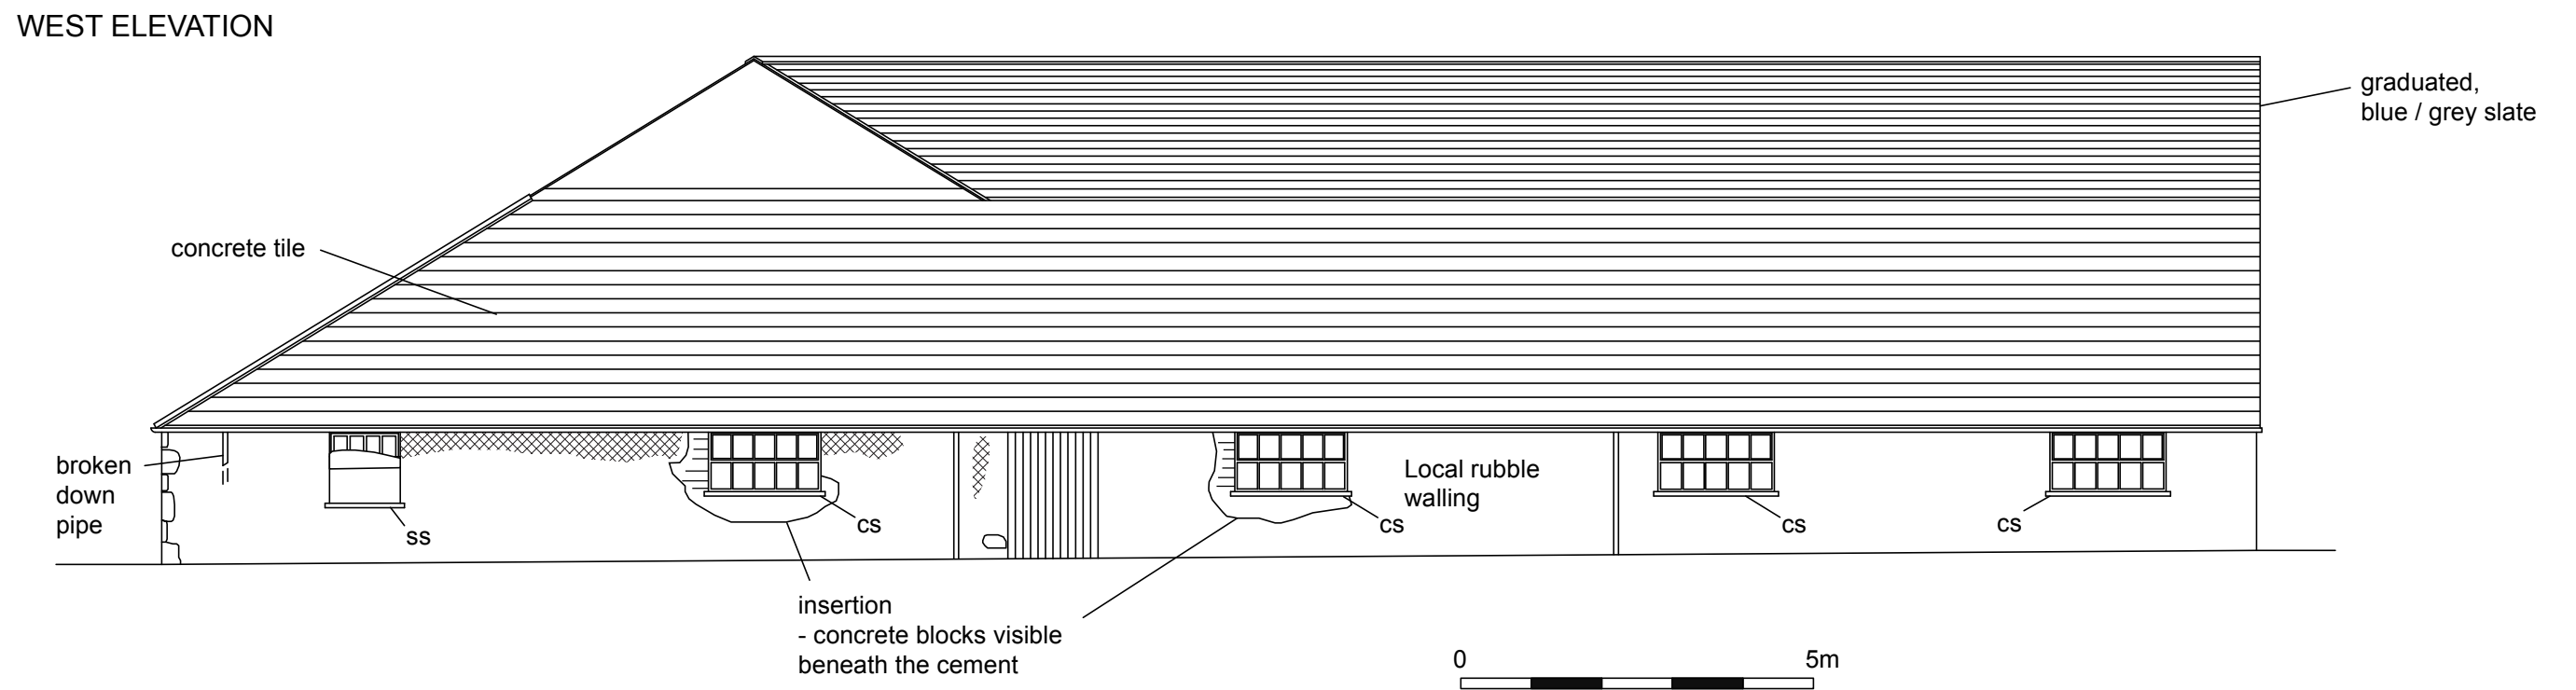 WEST ELEVATION
graduated,
blue / grey slate
concrete tile
broken
down
pipe
ss
cs
cs
Local rubble
walling
cs
cs
insertion
- concrete blocks visible
beneath the cement
0
5m